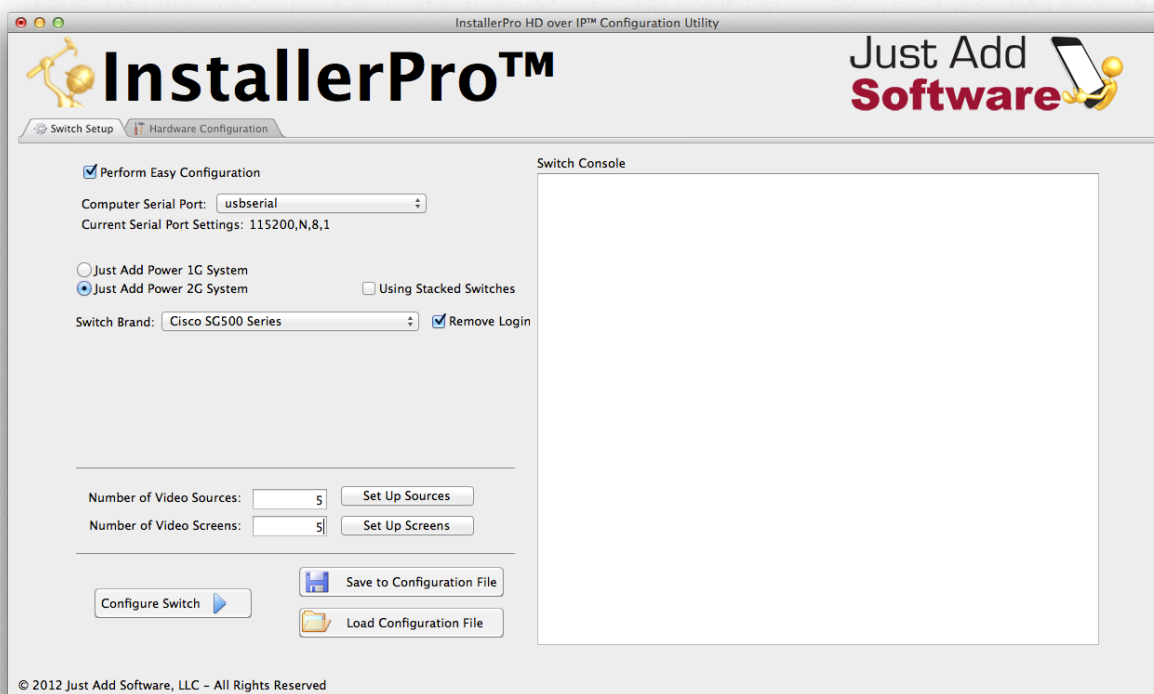 InstallerPro HD over IP™ Configuration Utility
InstallerPro™
Just Add
Software
Switch Setup
Hardware Configuration
Perform Easy Configuration
Switch Console
Computer Serial Port: usbserial
Current Serial Port Settings: 115200,N,8,1
Just Add Power 1G System
Just Add Power 2G System
Using Stacked Switches
Switch Brand: Cisco SG500 Series
Remove Login
Number of Video Sources: 5
Set Up Sources
Number of Video Screens: 5
Set Up Screens
Configure Switch
Save to Configuration File
Load Configuration File
© 2012 Just Add Software, LLC – All Rights Reserved